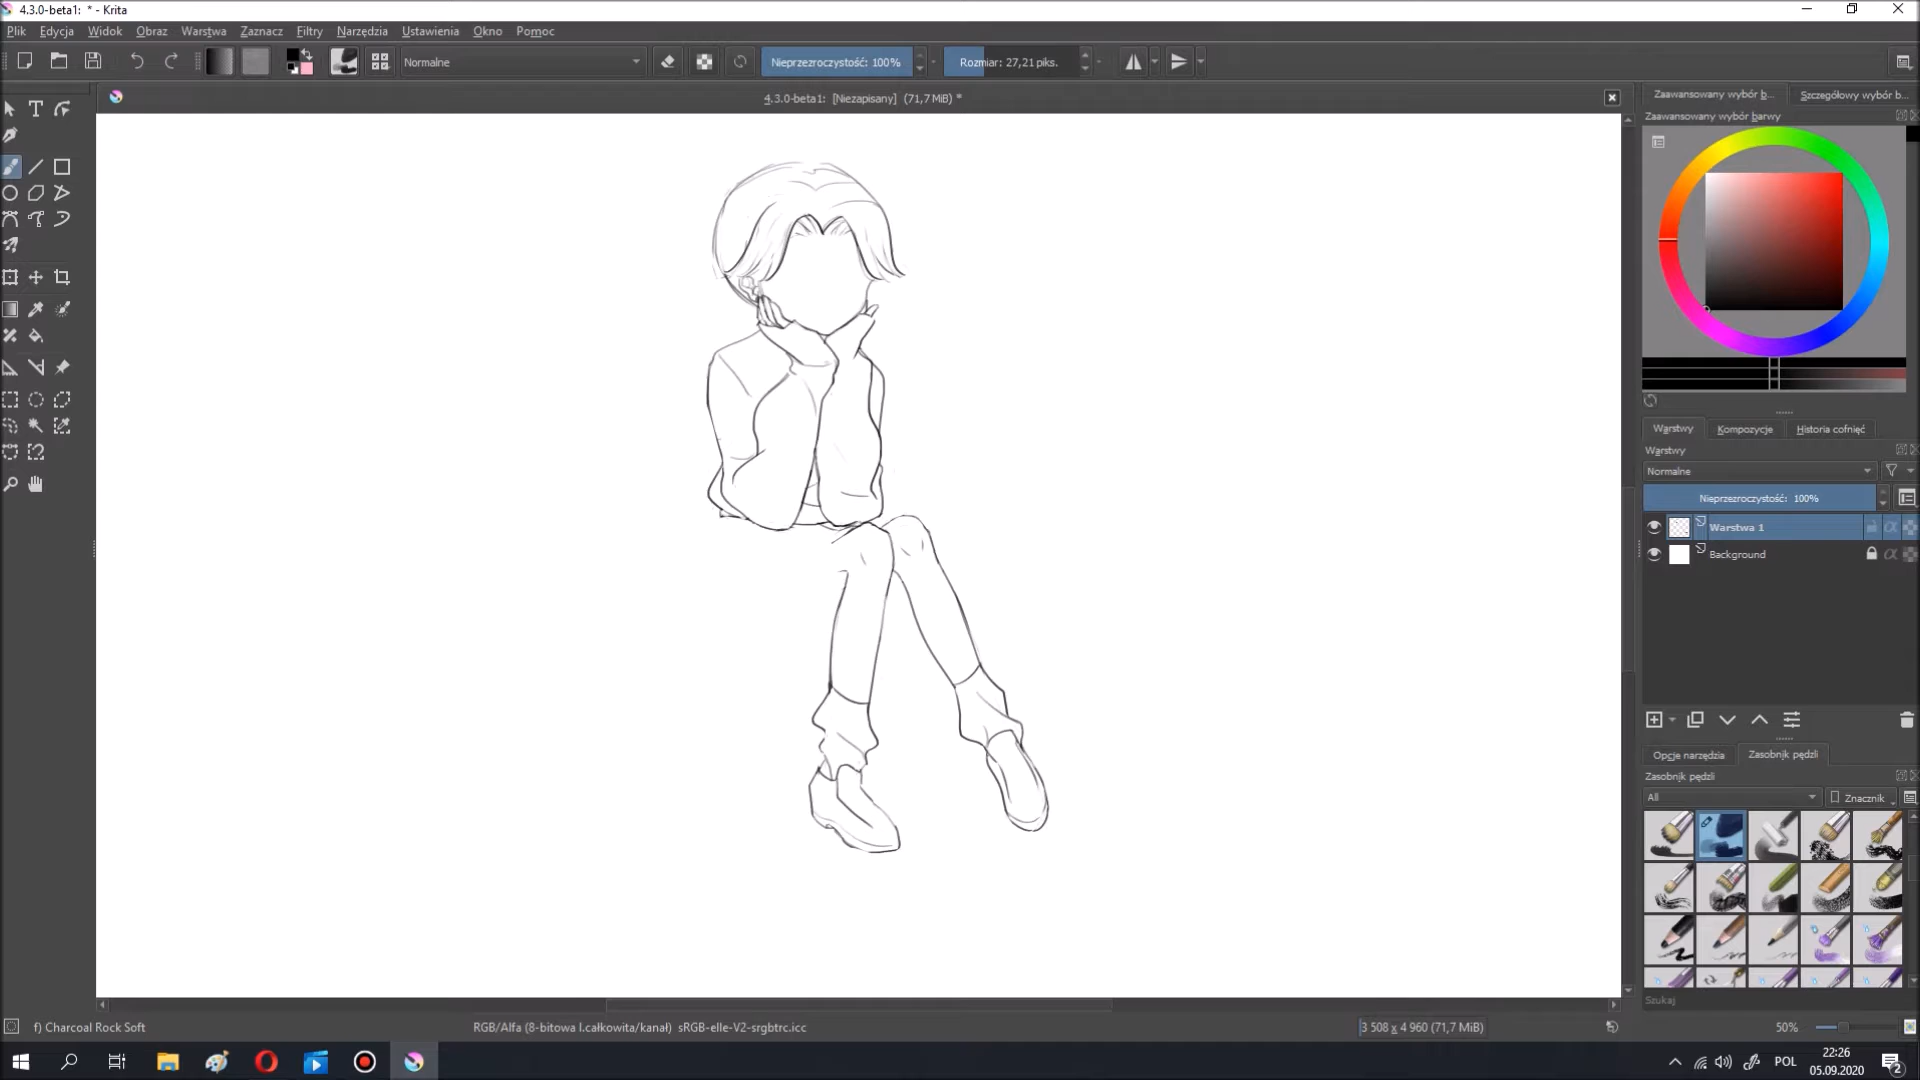 4.3.0-beta1:  * - Krita
Plik Edycja Widok Obraz Warstwa Zaznacz Filtry Narzędzia Ustawienia Okno Pomoc
Normalne
Nieprzezroczystość: 100%
Rozmiar: 27,21 piks.
4.3.0-beta1:  [Niezapisany]  (71,7 MiB) *
Zaawansowany wybór b...
Szczegółowy wybór b...
Zaawansowany wybór barwy
Warstwy
Kompozycje
Historia cofnięć
Warstwy
Normalne
Nieprzezroczystość:  100%
Warstwa 1
Background
Opcje narzędzia
Zasobnik pędzli
Zasobnik pędzli
All
Znacznik
Szukaj
f) Charcoal Rock Soft
RGB/Alfa (8-bitowa l.całkowita/kanał)  sRGB-elle-V2-srgbtrc.icc
3 508 x 4 960 (71,7 MiB)
50%
POL
22:26
05.09.2020
2